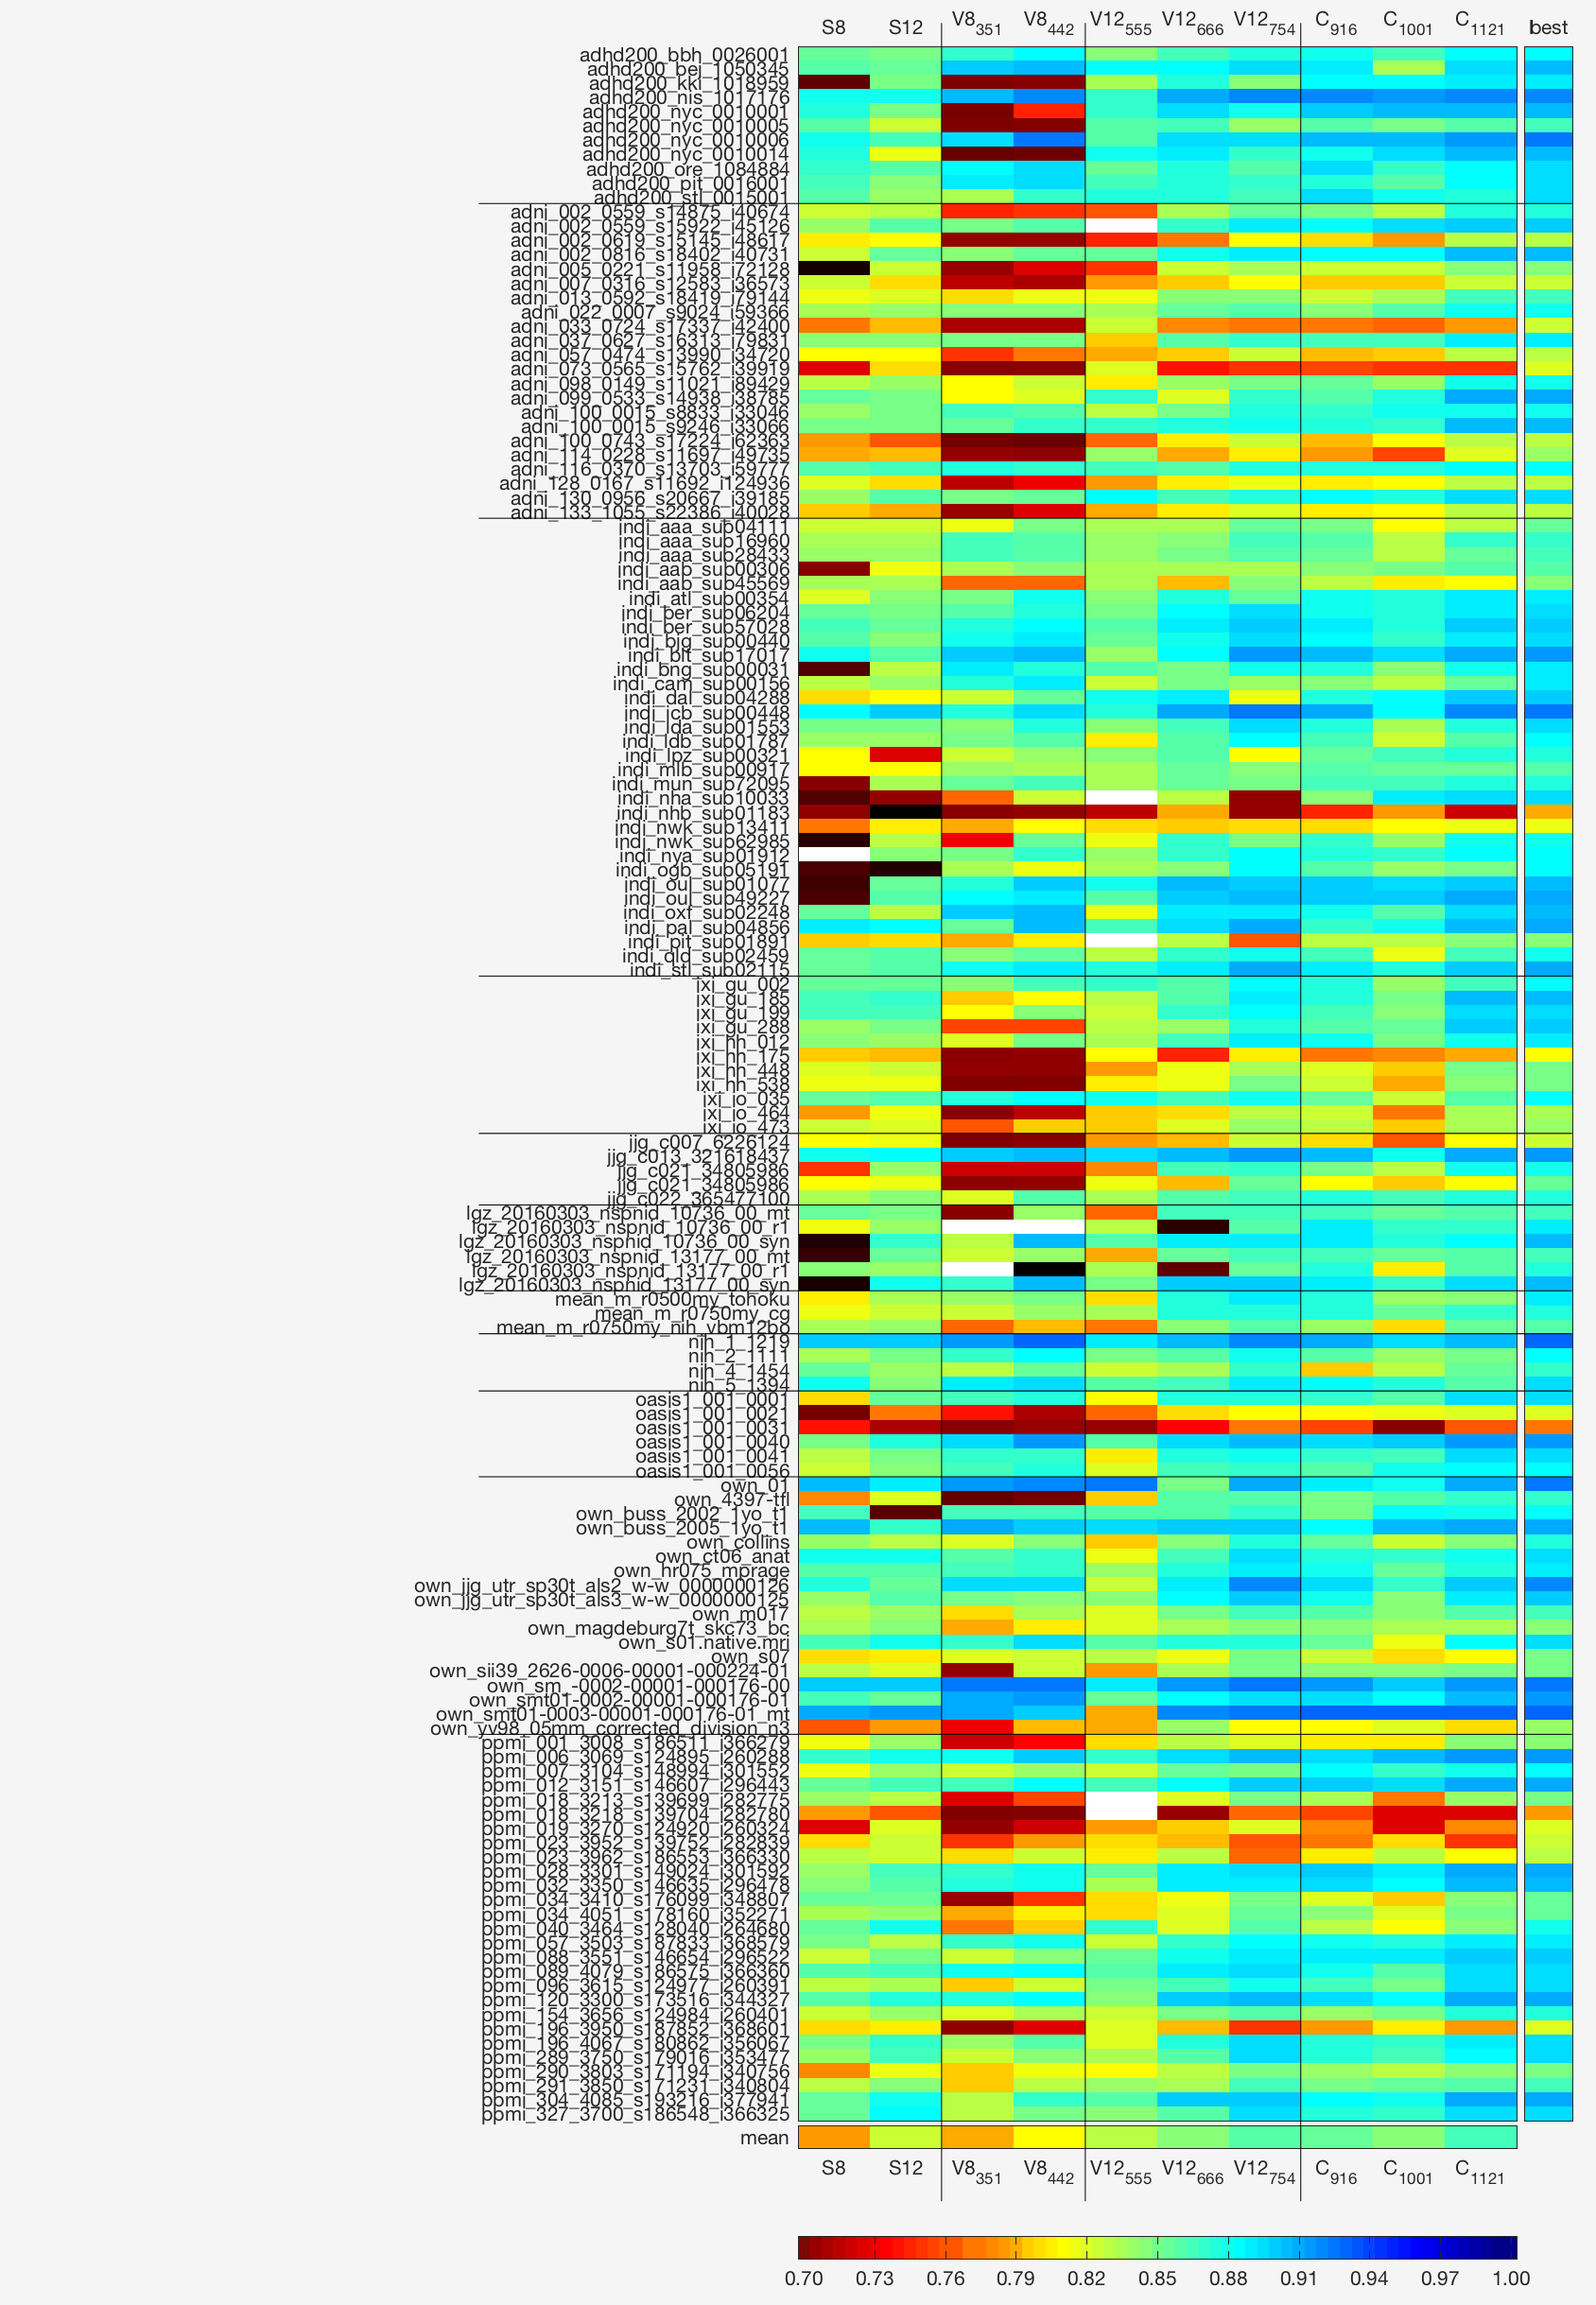 S8 S12 V8351 V8442 V12555 V12666 V12754 C916 C1001 C1121 best
adhd200_bbh_0026001
adhd200_bej_1050345
adhd200_kkj_1018959
adhd200_nis_1017176
adhd200_nyc_0010001
adhd200_nyc_0010005
adhd200_nyc_0010006
adhd200_nyc_0010014
adhd200_ore_1084884
adhd200_pit_0016001
adhd200_stl_0015001
adni_002_0559_s14875_i40674
adni_002_0559_s15922_i45126
adni_002_0619_s15145_i48617
adni_002_0816_s18402_i40731
adni_005_0221_s11958_i72128
adni_007_0316_s12583_i36573
adni_013_0592_s18419_i79144
adni_022_0007_s9024_i59366
adni_033_0724_s17337_i42400
adni_037_0627_s16313_i79831
adni_057_0474_s13990_i34720
adni_073_0565_s15762_i39919
adni_098_0149_s11021_i89429
adni_099_0533_s14938_i38785
adni_100_0015_s8833_i33046
adni_100_0015_s9246_i33066
adni_100_0743_s17224_i62363
adni_114_0228_s11697_i49735
adni_116_0370_s13703_i59777
adni_128_0167_s11692_i124936
adni_130_0956_s20667_i39185
adni_133_1055_s22386_i40028
indi_aaa_sub04111
indi_aaa_sub16960
indi_aaa_sub28433
indi_aab_sub00306
indi_aab_sub45569
indi_atl_sub00354
indi_ber_sub06204
indi_ber_sub57028
indi_bjg_sub00440
indi_blt_sub17017
indi_bng_sub00031
indi_cam_sub00156
indi_dal_sub04288
indi_icb_sub00448
indi_lda_sub01553
indi_ldb_sub01787
indi_lpz_sub00321
indi_mlb_sub00917
indi_mun_sub72095
indi_nha_sub10033
indi_nhb_sub01183
indi_nwk_sub13411
indi_nwk_sub62985
indi_nya_sub01912
indi_ogb_sub05191
indi_oul_sub01077
indi_oul_sub49227
indi_oxf_sub02248
indi_pal_sub04856
indi_pit_sub01891
indi_qld_sub02459
indi_stl_sub02115
ixi_gu_002
ixi_gu_185
ixi_gu_199
ixi_gu_288
ixi_hh_012
ixi_hh_175
ixi_hh_448
ixi_hh_538
ixi_io_035
ixi_io_464
ixi_io_473
jjg_c007_6226124
jjg_c013_321618437
jjg_c021_34805986
jjg_c021_34805986
jjg_c022_365477100
lgz_20160303_nspnid_10736_00_mt
lgz_20160303_nspnid_10736_00_r1
lgz_20160303_nspnid_10736_00_syn
lgz_20160303_nspnid_13177_00_mt
lgz_20160303_nspnid_13177_00_r1
lgz_20160303_nspnid_13177_00_syn
mean_m_r0500my_tohoku
mean_m_r0750my_cg
mean_m_r0750my_nih_vbm12bo
nih_1_1219
nih_2_1111
nih_4_1454
nih_5_1394
oasis1_001_0001
oasis1_001_0021
oasis1_001_0031
oasis1_001_0040
oasis1_001_0041
oasis1_001_0056
own_01
own_4397-tfl
own_buss_2002_1yo_t1
own_buss_2005_1yo_t1
own_collins
own_ct06_anat
own_hr075_mprage
own_jjg_utr_sp30t_als2_w-w_0000000126
own_jjg_utr_sp30t_als3_w-w_0000000125
own_m017
own_magdeburg7t_skc73_bc
own_s01.native.mri
own_s07
own_sii39_2626-0006-00001-000224-01
own_sm_-0002-00001-000176-00
own_smt01-0002-00001-000176-01
own_smt01-0003-00001-000176-01_mt
own_yv98_05mm_corrected_division_n3
ppmi_001_3008_s186511_i366279
ppmi_006_3069_s124895_i260288
ppmi_007_3104_s148994_i301552
ppmi_012_3151_s146607_i296443
ppmi_018_3213_s139699_i282775
ppmi_018_3218_s139704_i282780
ppmi_019_3270_s124920_i260324
ppmi_023_3952_s139752_i282839
ppmi_023_3962_s186553_i366330
ppmi_028_3301_s149024_i301592
ppmi_032_3350_s146635_i296478
ppmi_034_3410_s176099_i348807
ppmi_034_4051_s178160_i352271
ppmi_040_3464_s128040_i264680
ppmi_057_3503_s187833_i368579
ppmi_088_3551_s146654_i296522
ppmi_089_4079_s186575_i366360
ppmi_096_3615_s124977_i260391
ppmi_120_3300_s173516_i344327
ppmi_154_3656_s124984_i260401
ppmi_196_3950_s187852_i368601
ppmi_196_4067_s180862_i356067
ppmi_289_3750_s179016_i353477
ppmi_290_3803_s171194_i340756
ppmi_291_3850_s171231_i340804
ppmi_304_4085_s193216_i377941
ppmi_327_3700_s186548_i366325
mean
S8 S12 V8351 V8442 V12555 V12666 V12754 C916 C1001 C1121
0.70 0.73 0.76 0.79 0.82 0.85 0.88 0.91 0.94 0.97 1.00